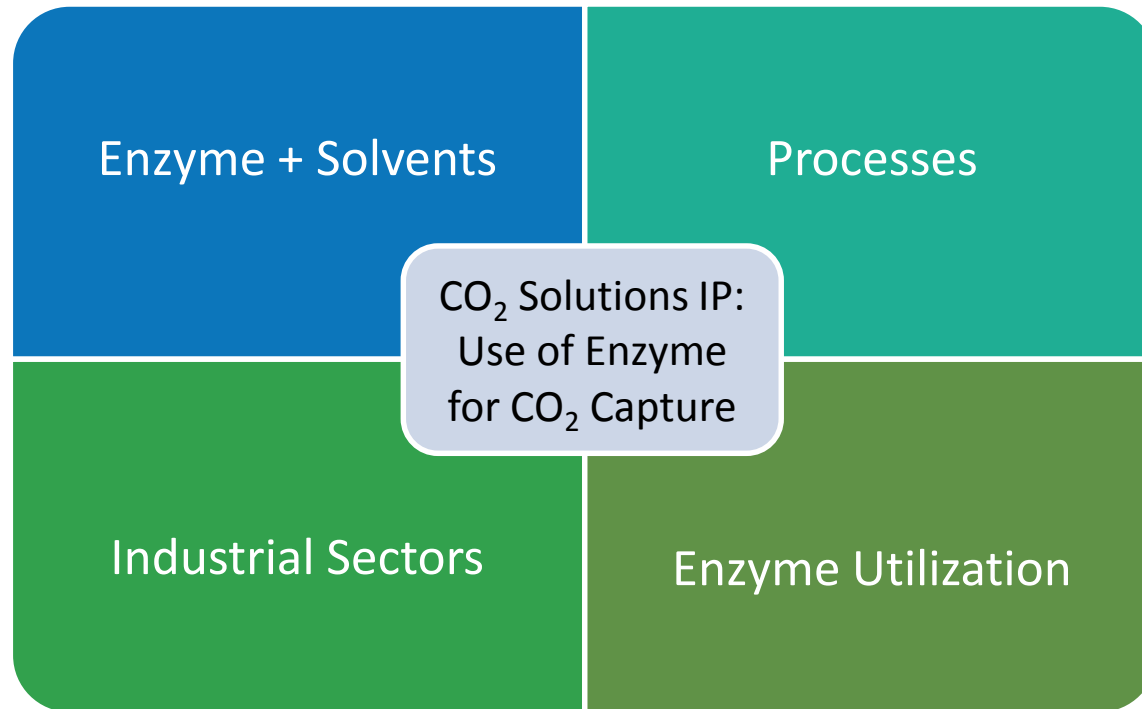 Enzyme + Solvents
Processes
CO₂ Solutions IP:
Use of Enzyme
for CO₂ Capture
Industrial Sectors
Enzyme Utilization